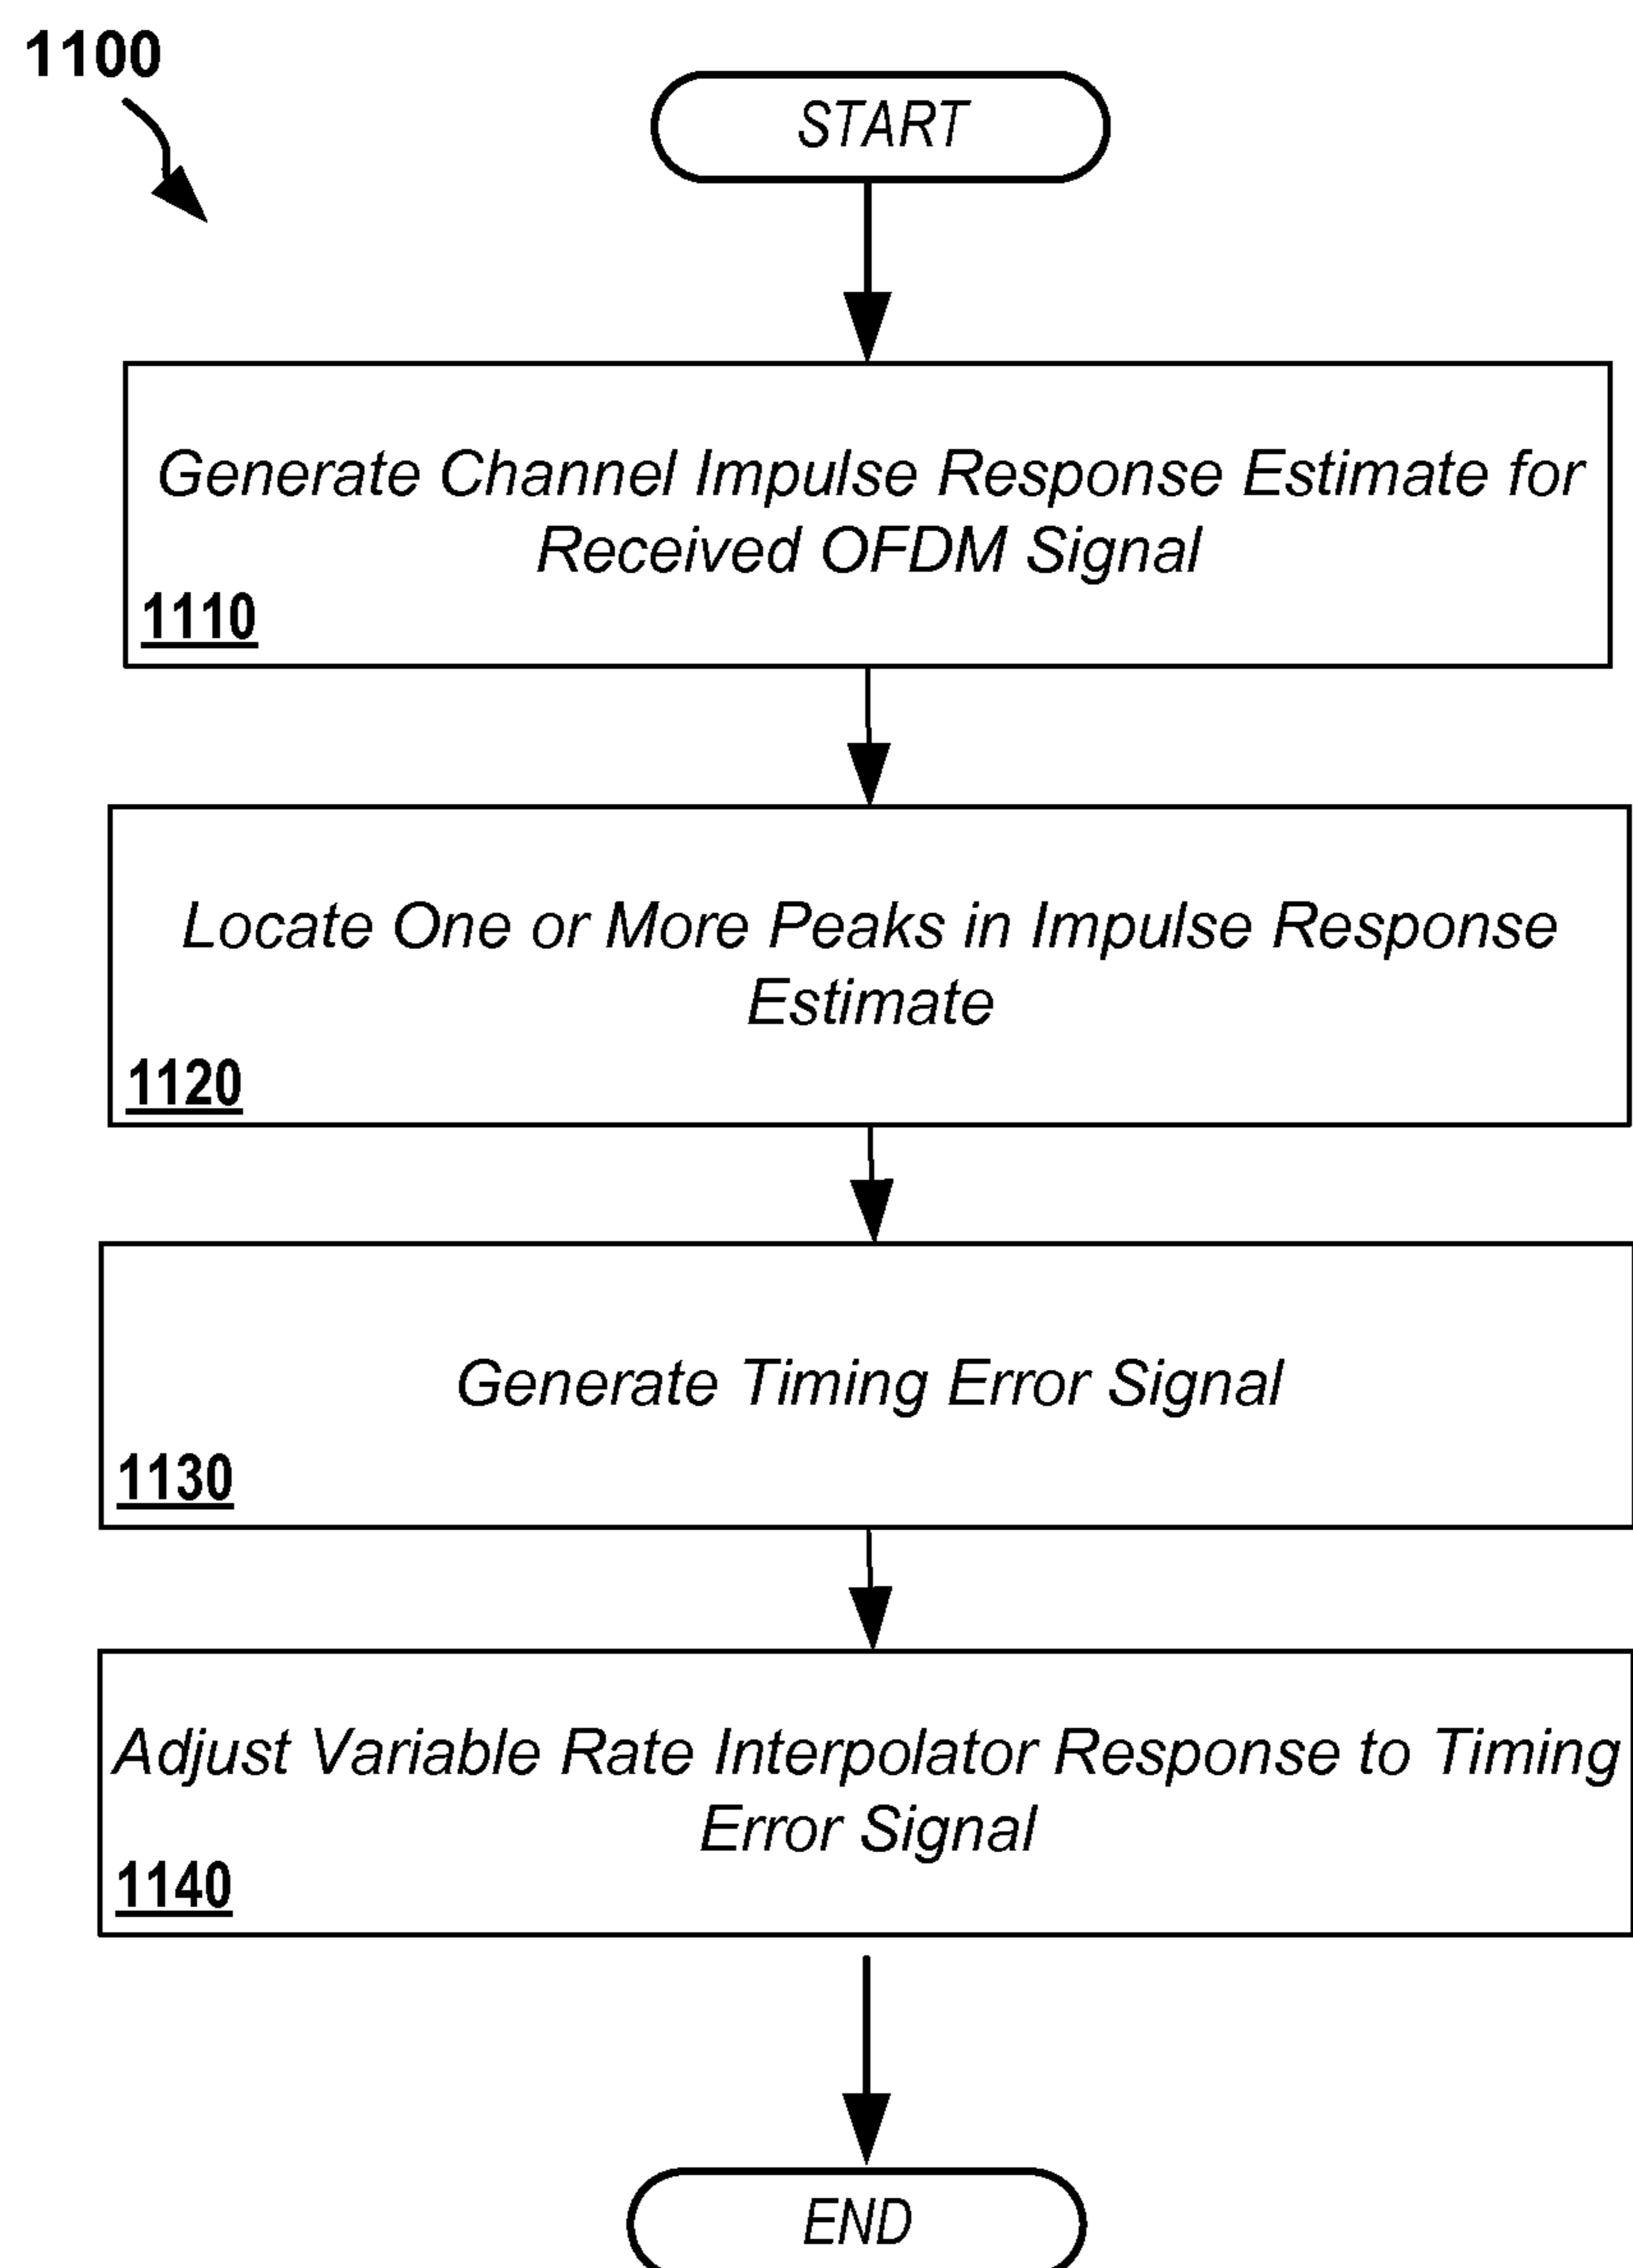 1100
START
Generate Channel Impulse Response Estimate for
Received OFDM Signal
1110
Locate One or More Peaks in Impulse Response
Estimate
1120
Generate Timing Error Signal
1130
Adjust Variable Rate Interpolator Response to Timing
Error Signal
1140
END